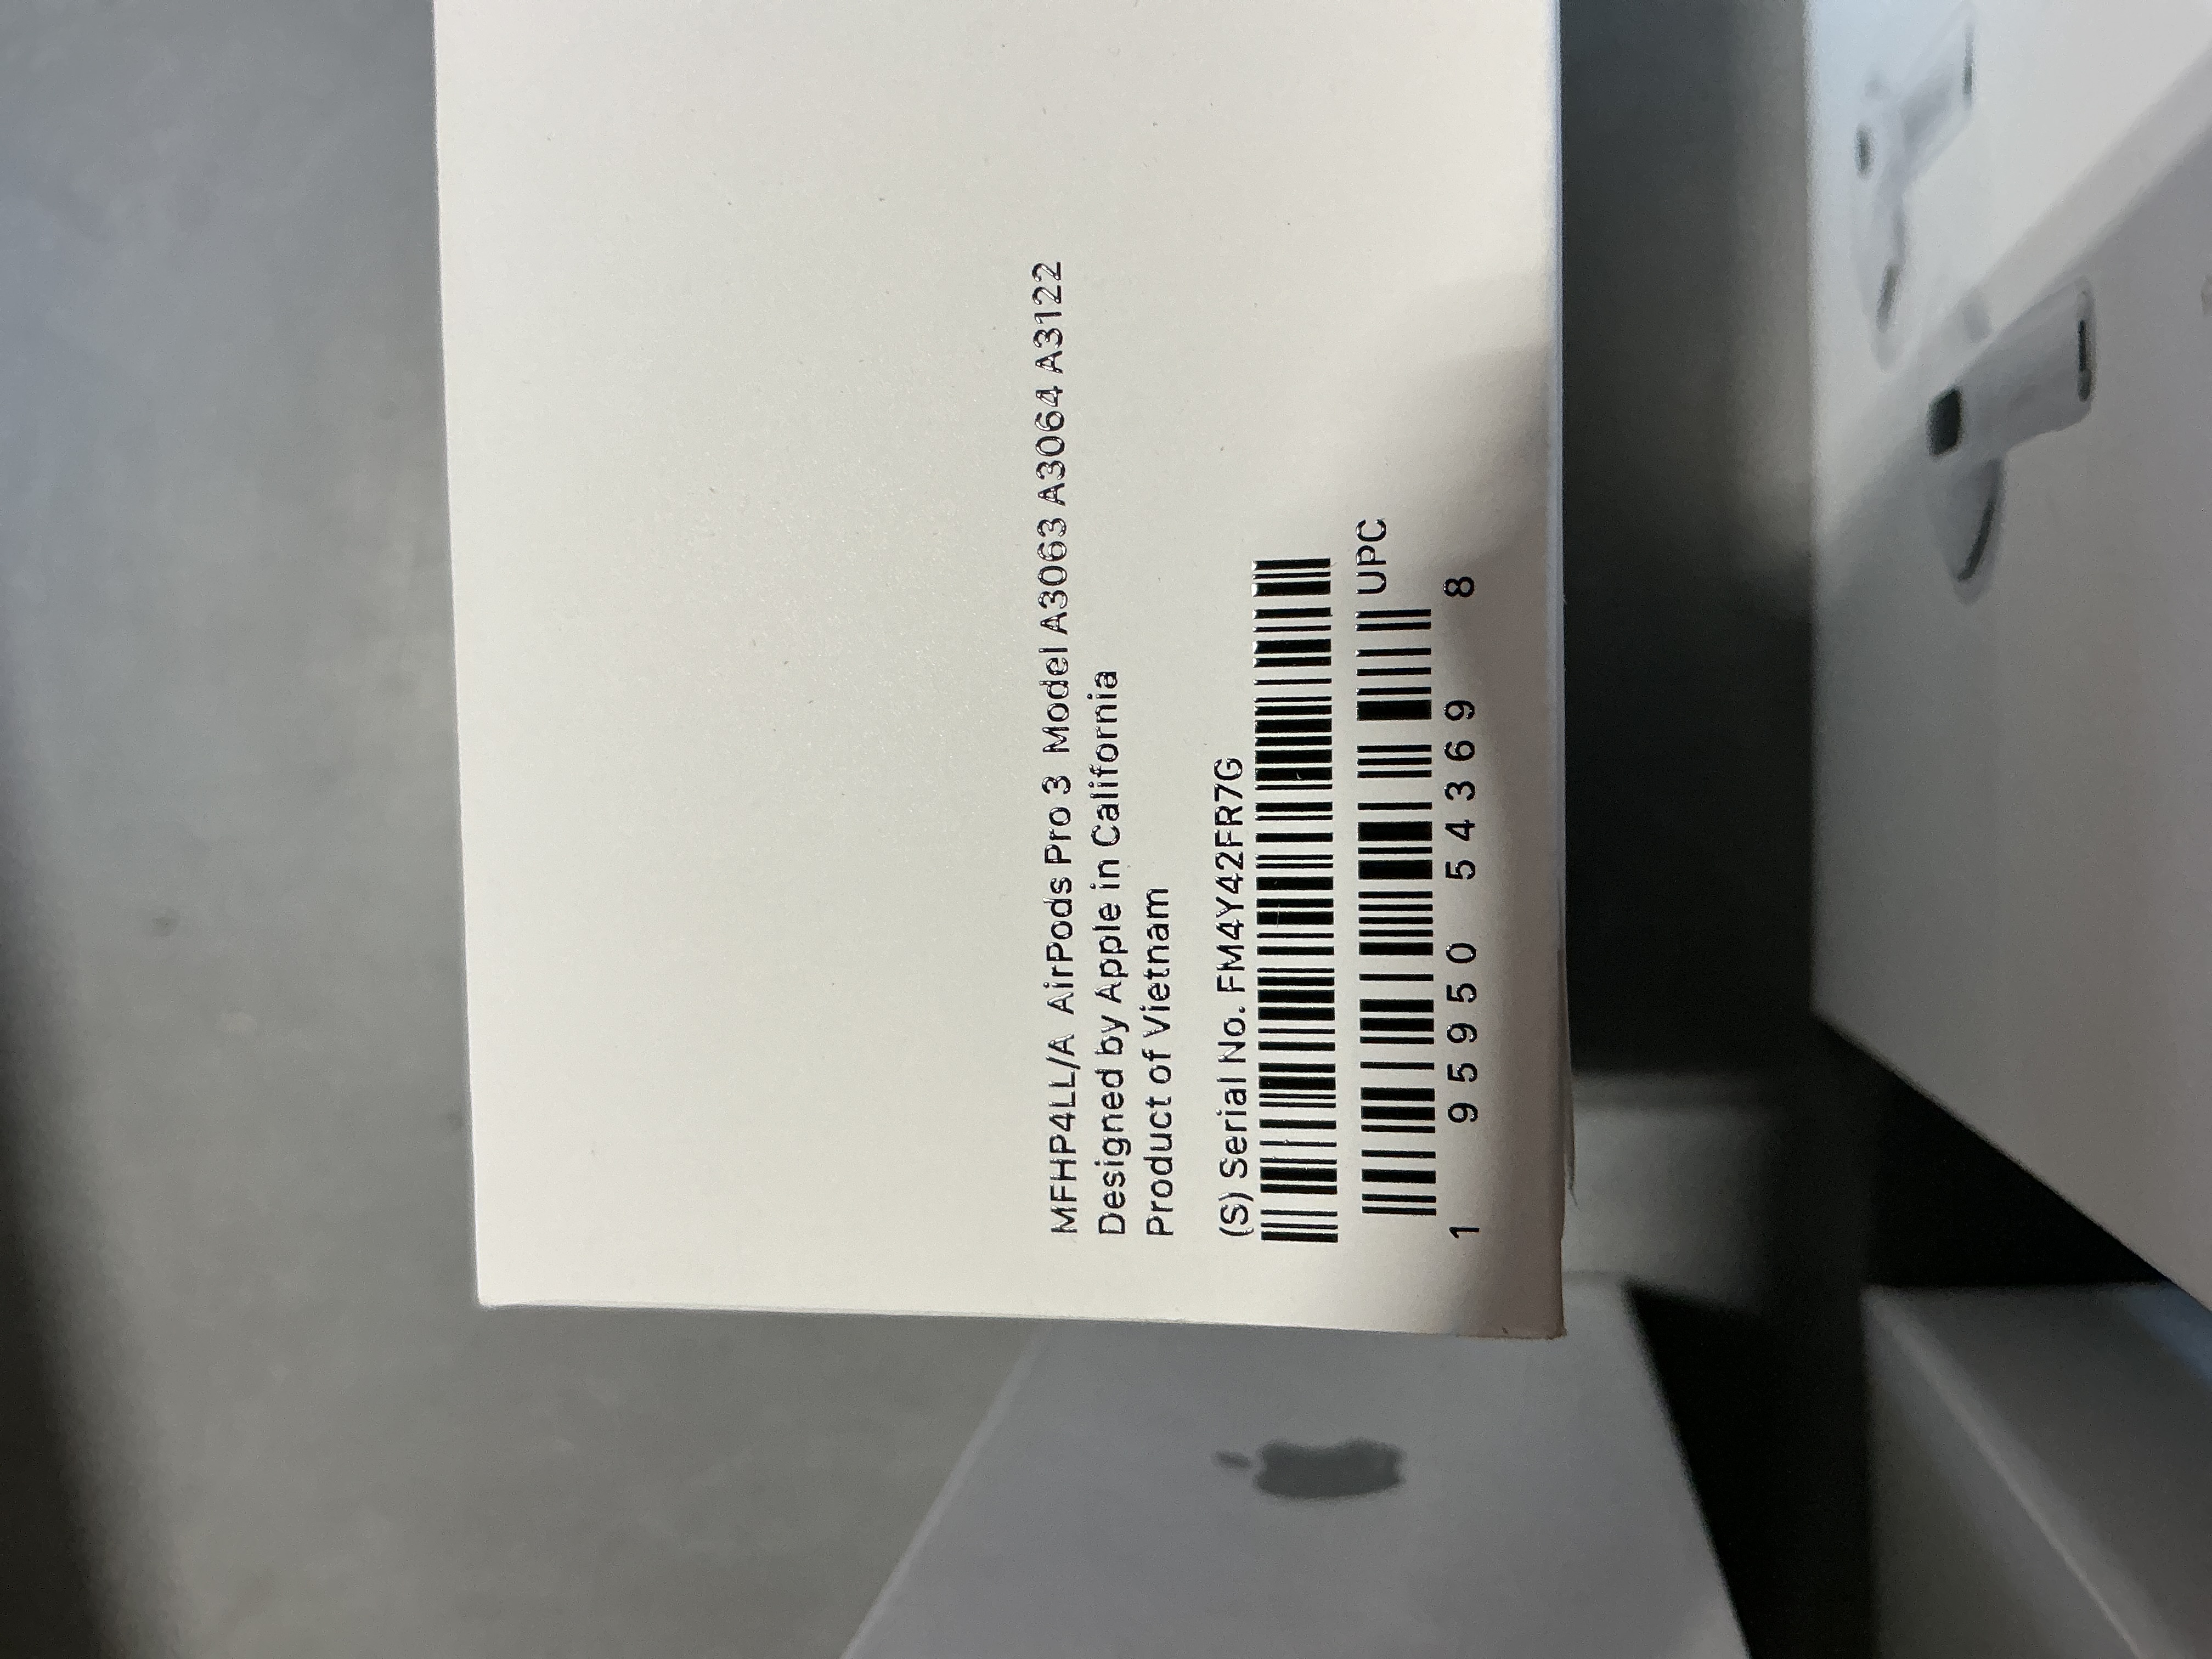 MFHP4LL/A AirPods Pro 3 Model A3063 A3064 A3122
Designed by Apple in California
Product of Vietnam
(S) Serial No. FM4Y42FR7G
UPC
1 95950 54369 8